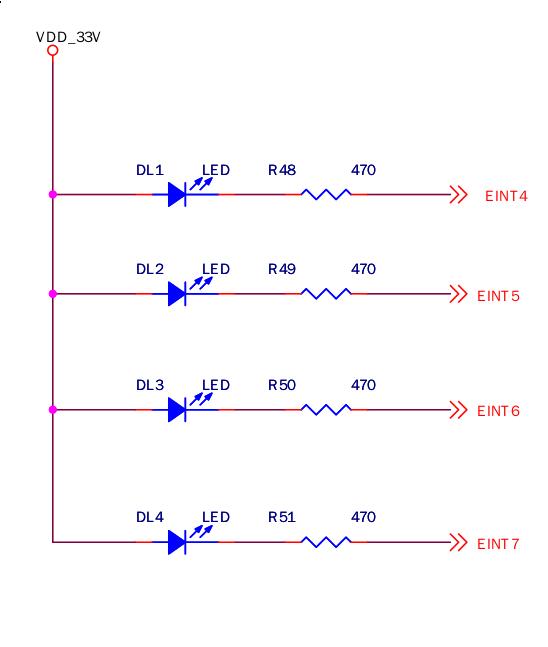 VDD_33V
DL1 LED R48 470
EINT4
DL2 LED R49 470
EINT5
DL3 LED R50 470
EINT6
DL4 LED R51 470
EINT7